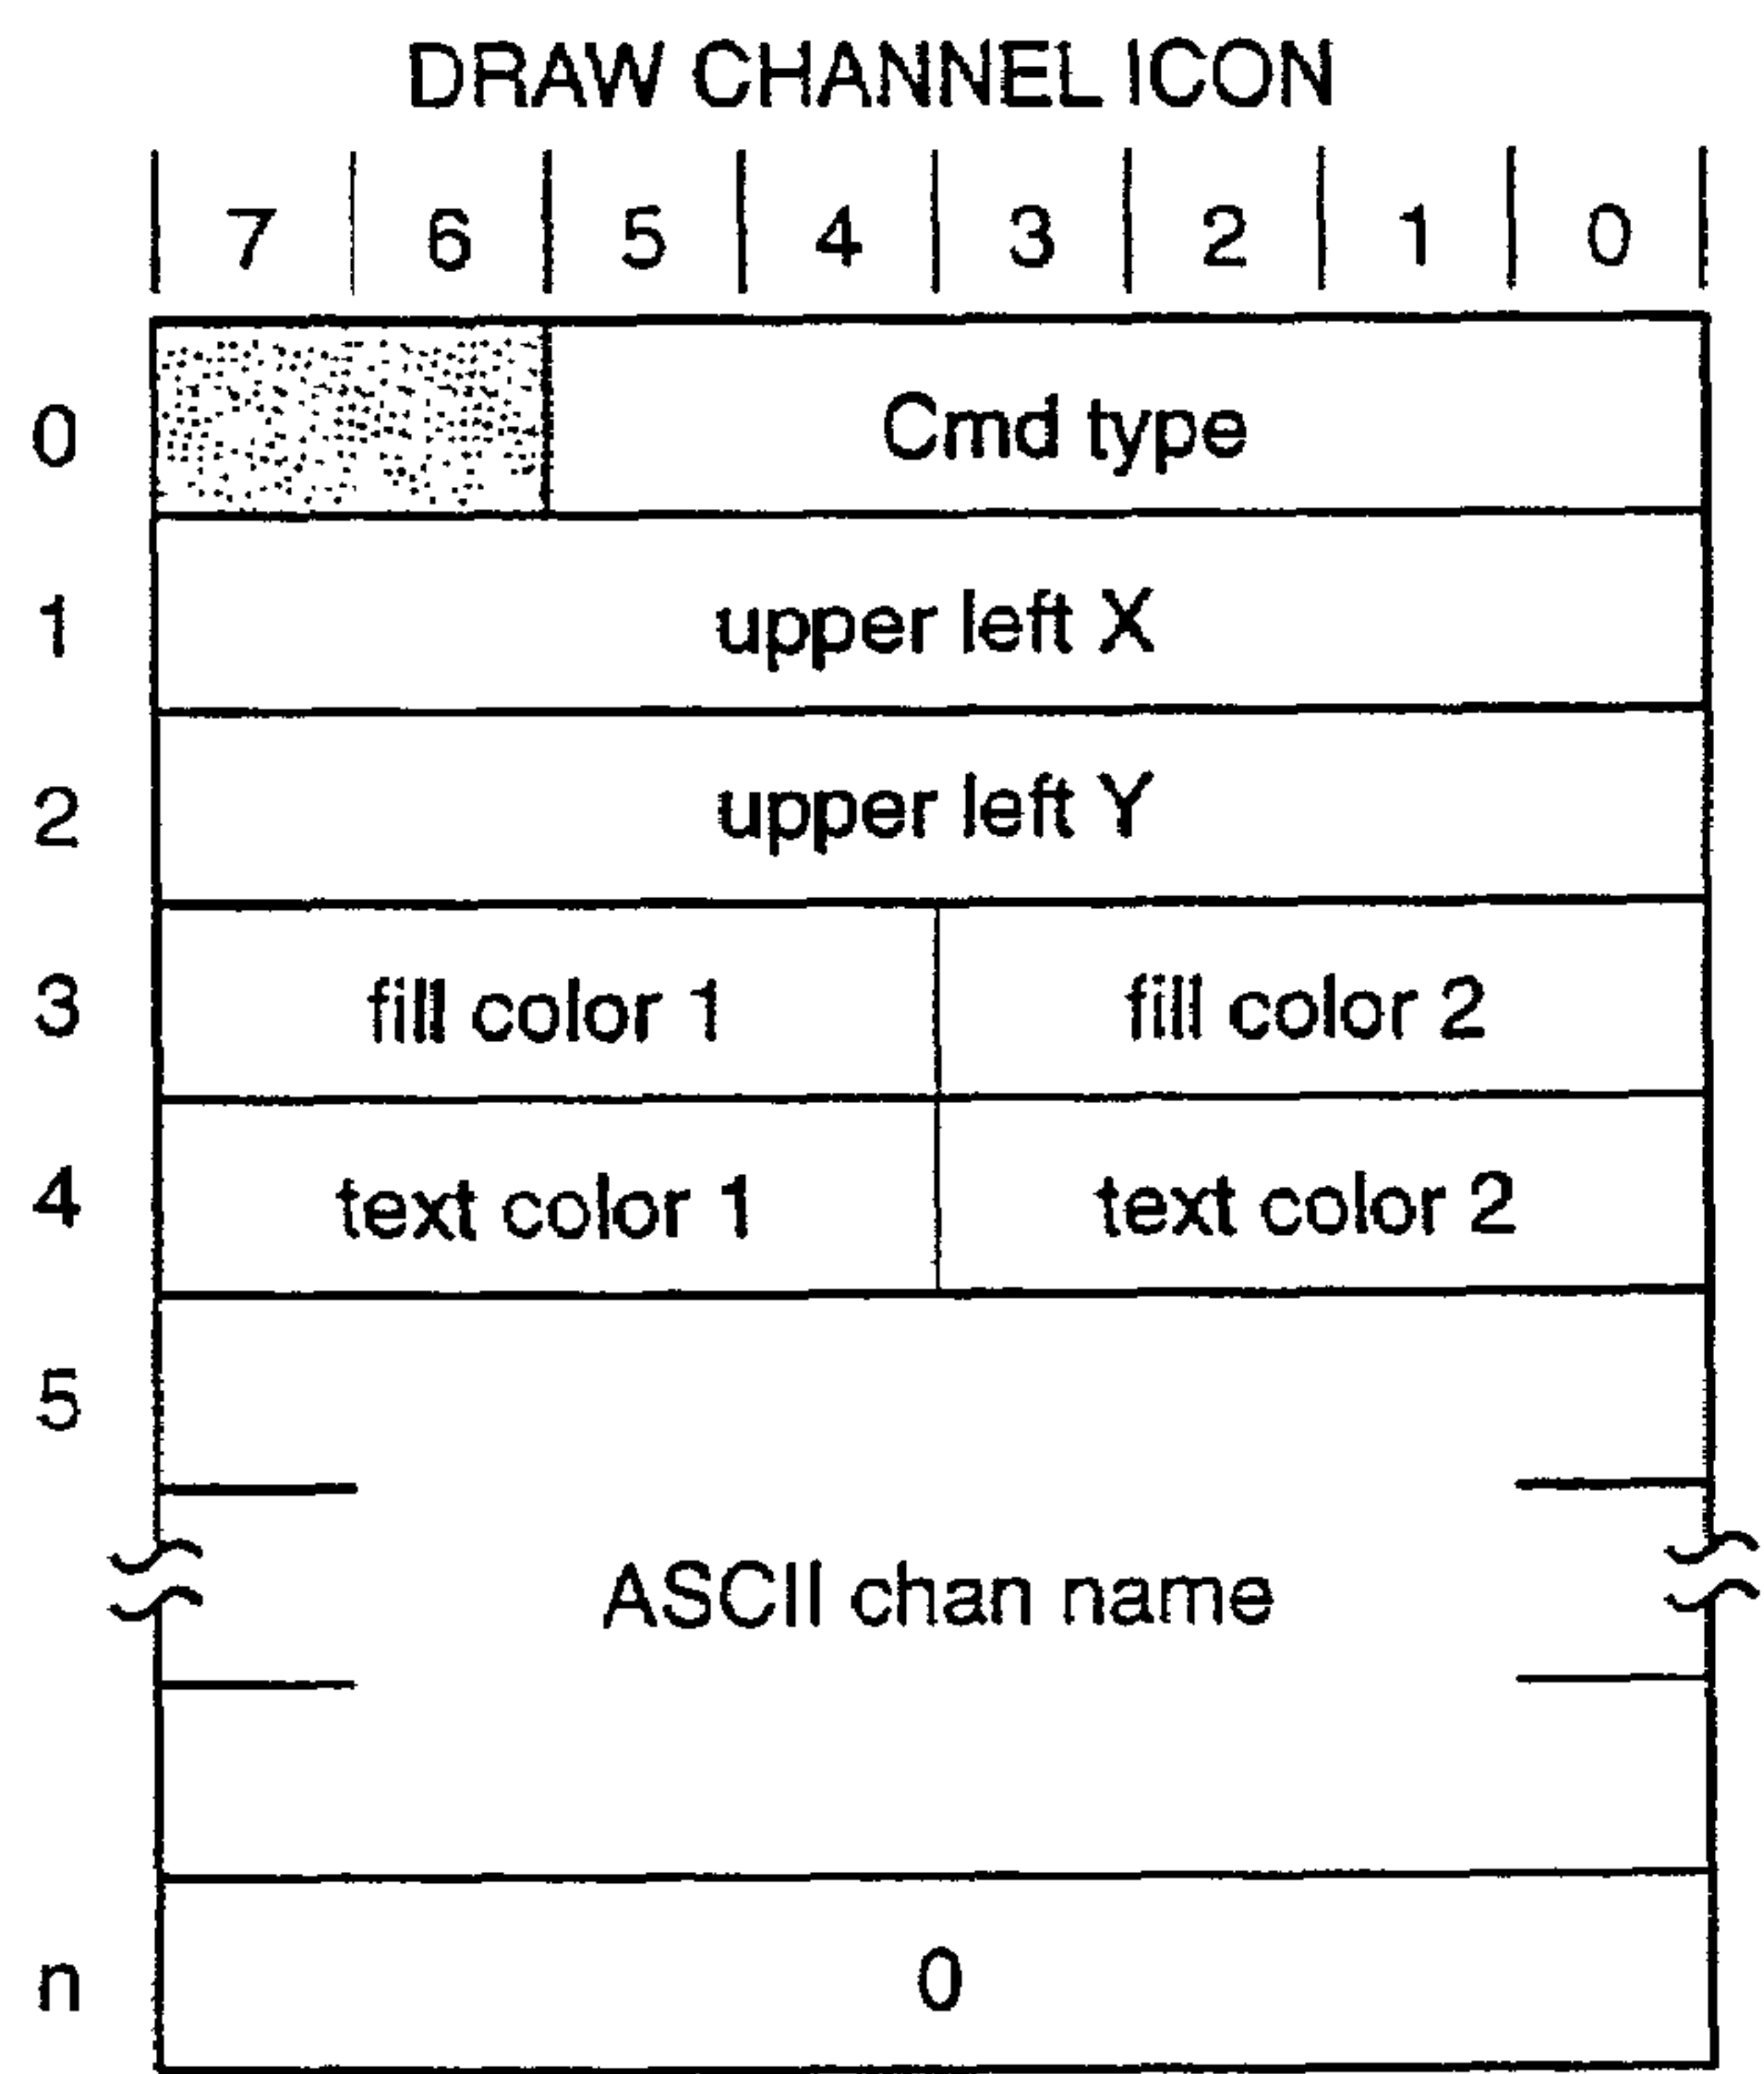 DRAW CHANNEL ICON
7 6 5 4 3 2 1 0
0 Cmd type
1 upper left X
2 upper left Y
3 fill color 1 fill color 2
4 text color 1 text color 2
5
ASCII chan name
n 0